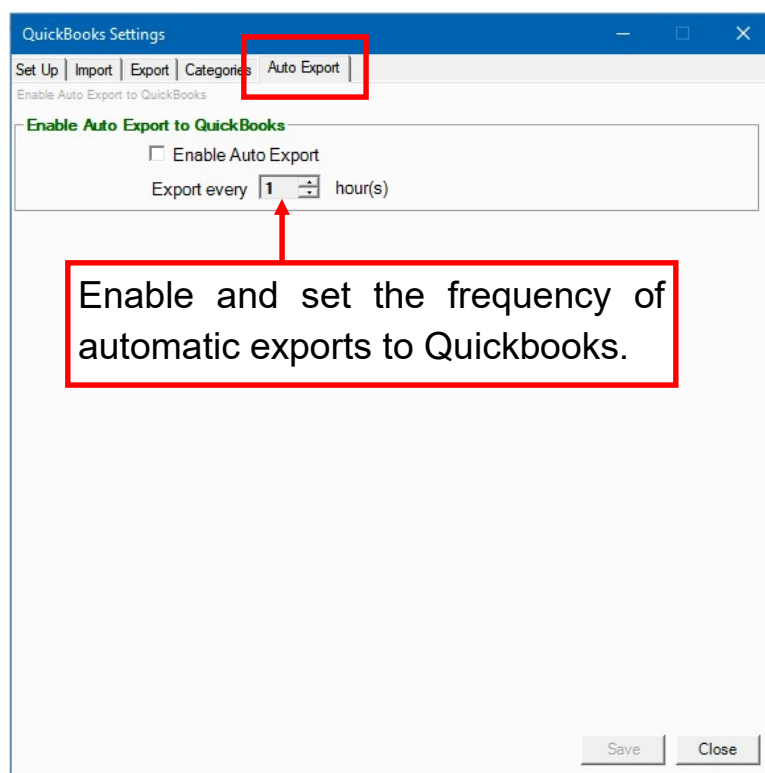 QuickBooks Settings
Set Up Import Export Categories Auto Export
Enable Auto Export to QuickBooks
Enable Auto Export to QuickBooks
Enable Auto Export
Export every 1 hour(s)
Enable and set the frequency of
automatic exports to Quickbooks.
Save Close